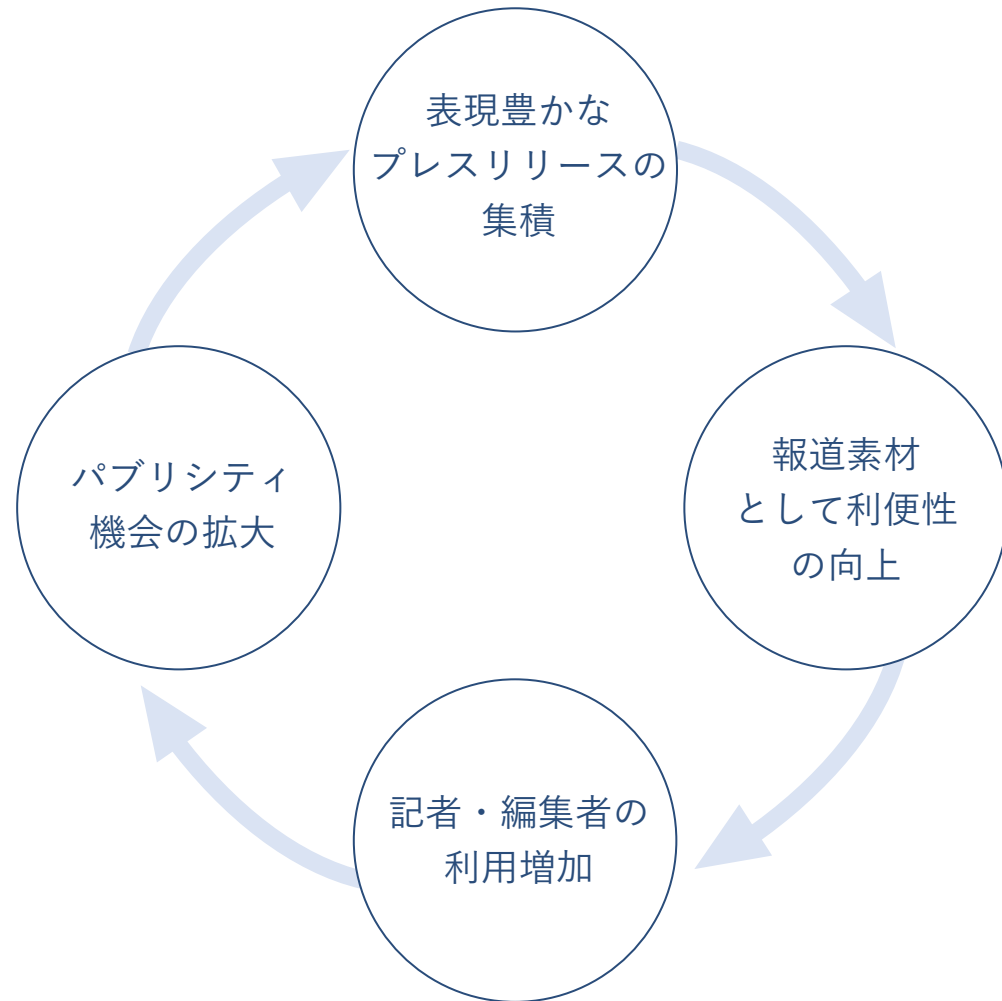 表現豊かな
プレスリリースの
集積
報道素材
として利便性
の向上
記者・編集者の
利用増加
パブリシティ
機会の拡大